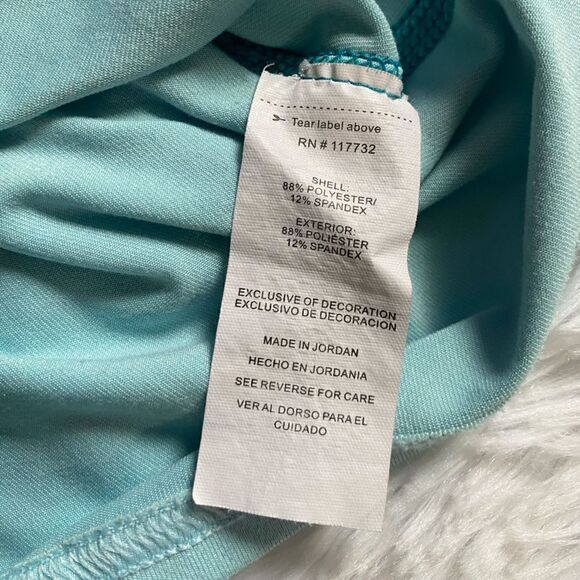 Tear label above
RN # 117732
SHELL:
88% POLYESTER/
12% SPANDEX
EXTERIOR:
88% POLIÉSTER
12% SPANDEX
EXCLUSIVE OF DECORATION
EXCLUSIVO DE DECORACION
MADE IN JORDAN
HECHO EN JORDANIA
SEE REVERSE FOR CARE
VER AL DORSO PARA EL
CUIDADO